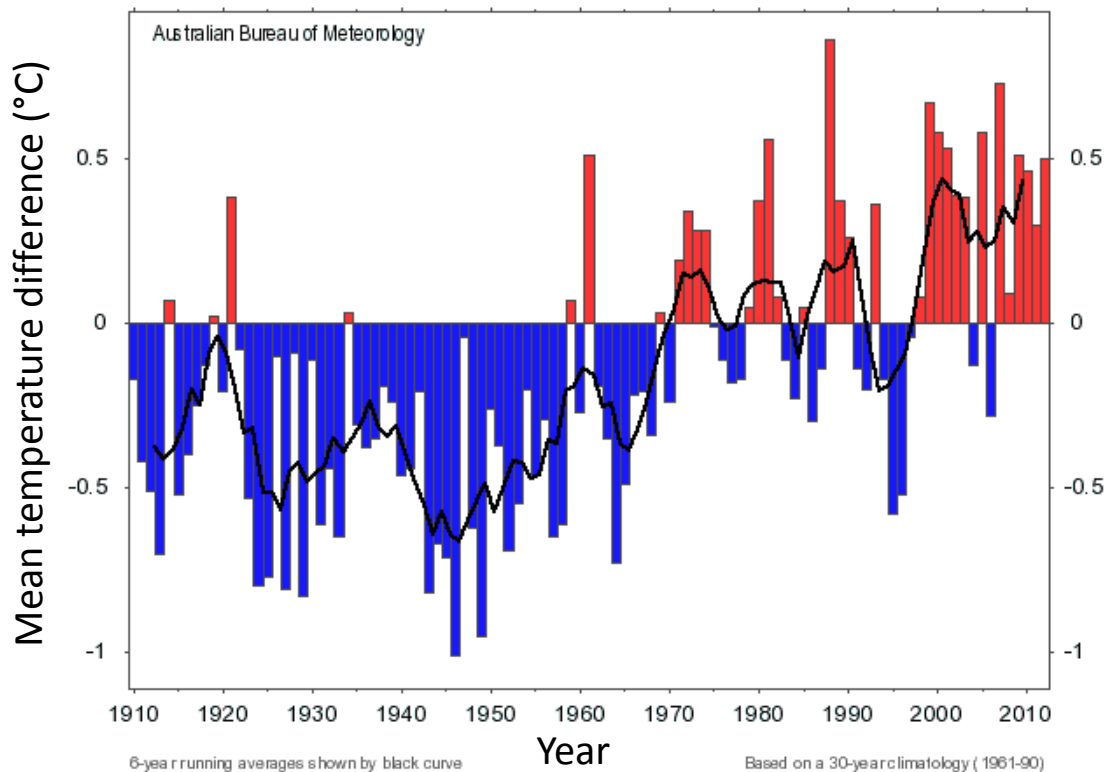 Australian Bureau of Meteorology
Mean temperature difference (°C)
0.5 0.5
0 0
-0.5 -0.5
-1 -1
1910 1920 1930 1940 1950 1960 1970 1980 1990 2000 2010
Year
6-year running averages shown by black curve
Based on a 30-year climatology (1961-90)